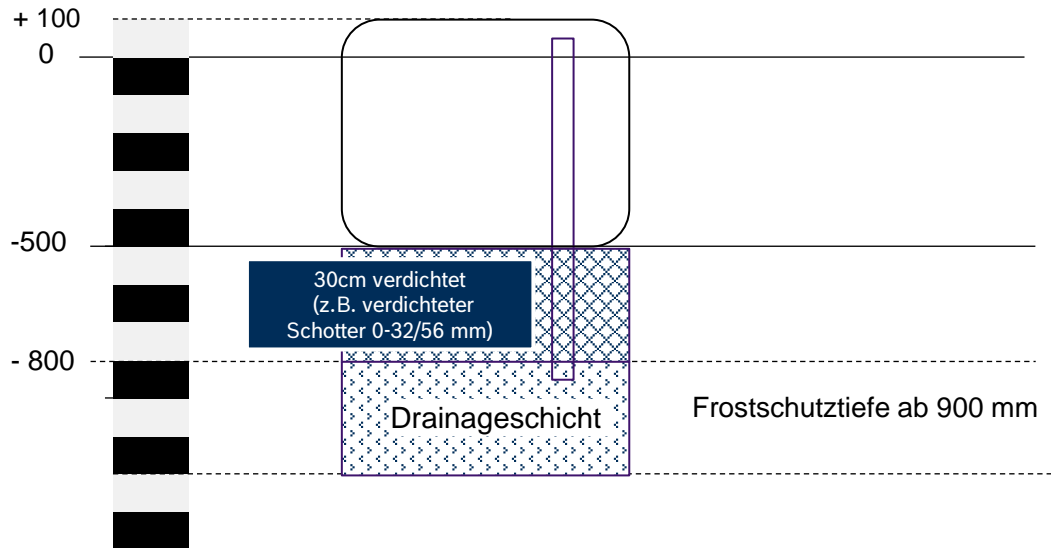 + 100
0
-500
30cm verdichtet
(z.B. verdichteter
Schotter 0-32/56 mm)
- 800
Drainageschicht
Frostschutztiefe ab 900 mm